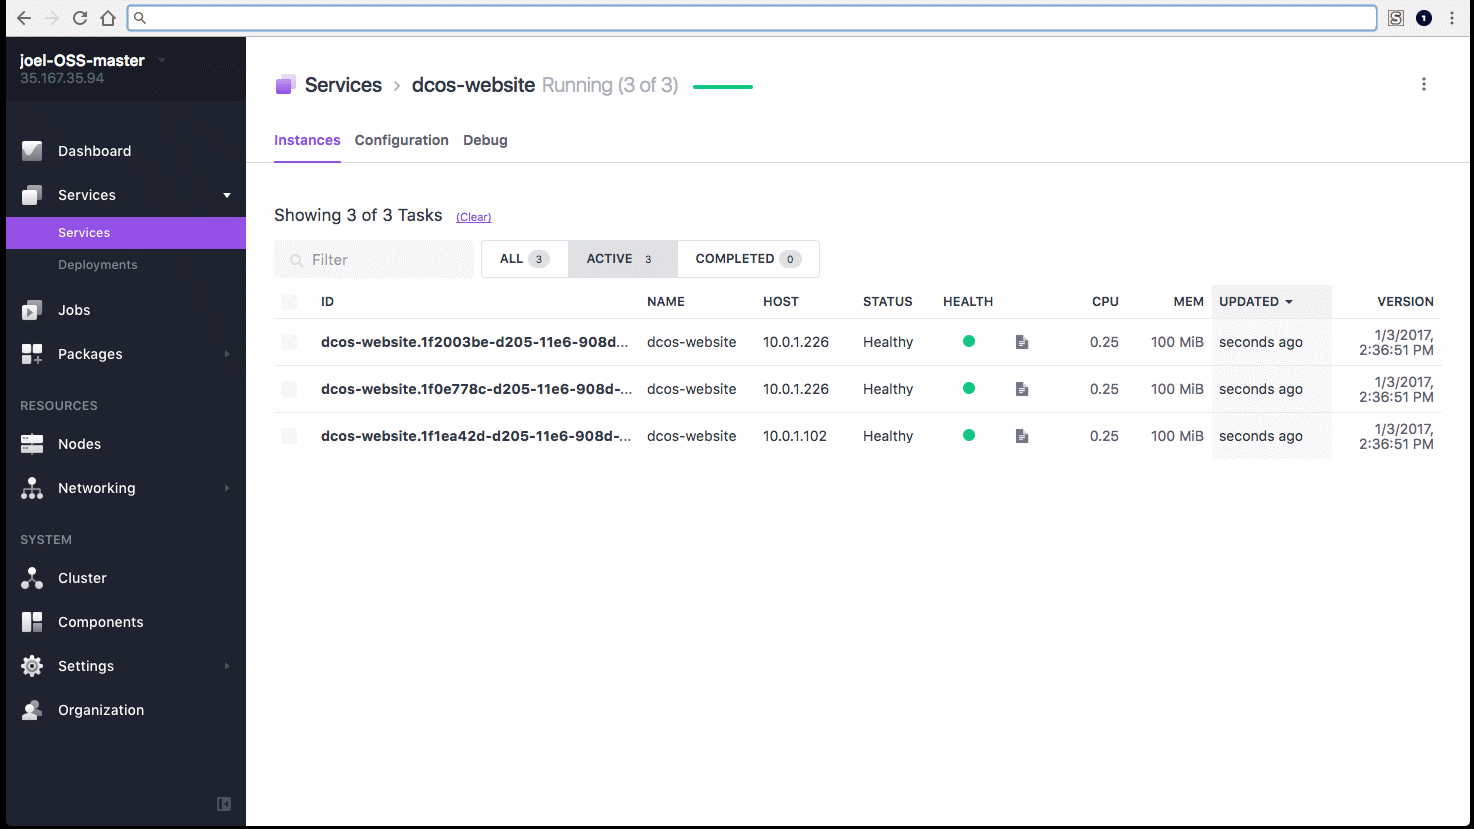 joel-OSS-master
35.167.35.94
Dashboard
Services
Services
Deployments
Jobs
Packages
RESOURCES
Nodes
Networking
SYSTEM
Cluster
Components
Settings
Organization
Services > dcos-website Running (3 of 3)
Instances Configuration Debug
Showing 3 of 3 Tasks (Clear)
Filter ALL 3 ACTIVE 3 COMPLETED 0
ID NAME HOST STATUS HEALTH CPU MEM UPDATED VERSION
dcos-website.1f2003be-d205-11e6-908d... dcos-website 10.0.1.226 Healthy 0.25 100 MiB seconds ago 1/3/2017,
2:36:51 PM
dcos-website.1f0e778c-d205-11e6-908d-... dcos-website 10.0.1.226 Healthy 0.25 100 MiB seconds ago 1/3/2017,
2:36:51 PM
dcos-website.1f1ea42d-d205-11e6-908d-... dcos-website 10.0.1.102 Healthy 0.25 100 MiB seconds ago 1/3/2017,
2:36:51 PM